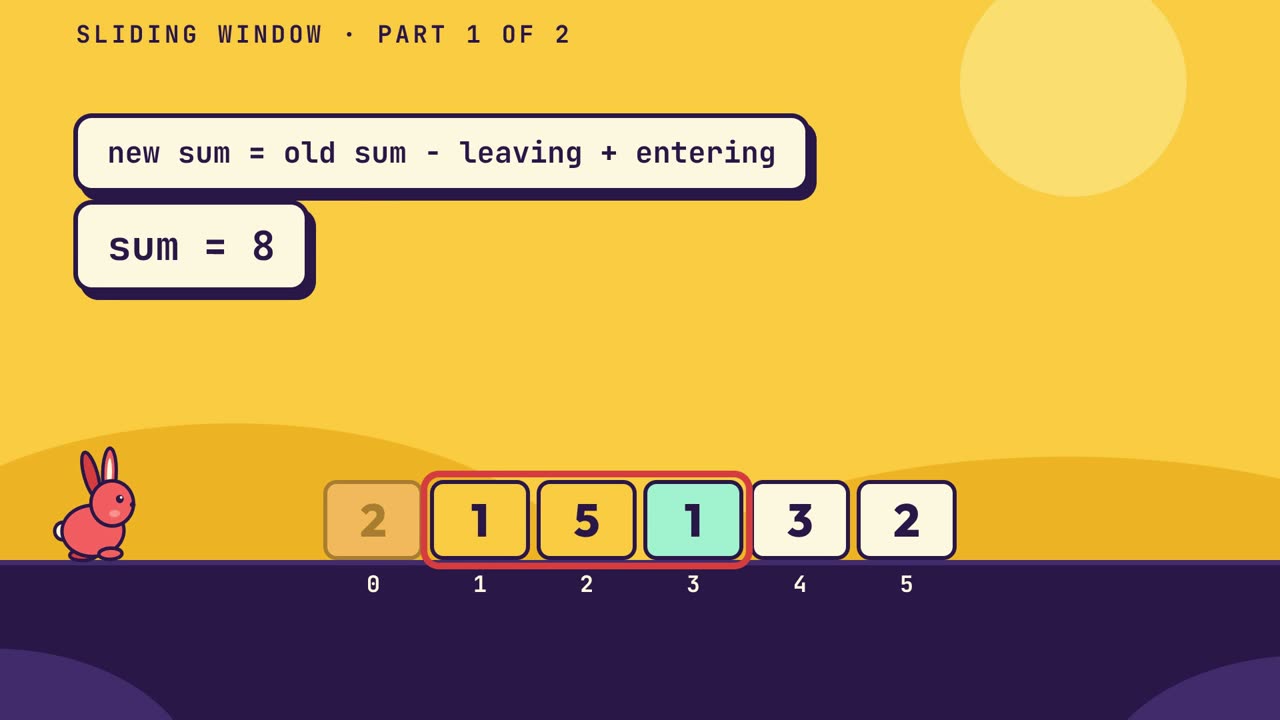 SLIDING WINDOW · PART 1 OF 2
new sum = old sum - leaving + entering
sum = 8
2 1 5 1 3 2
0 1 2 3 4 5